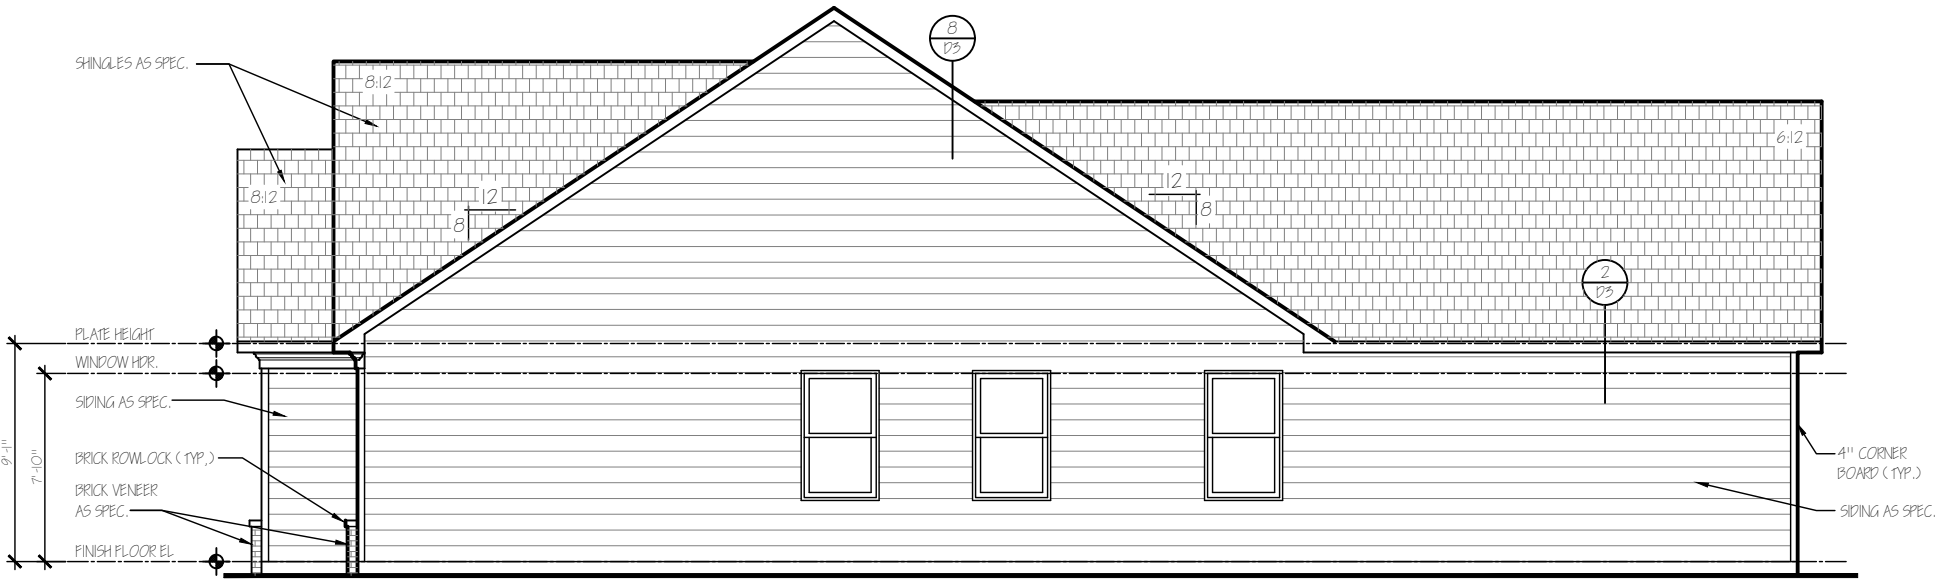 8
D3
SHINGLES AS SPEC.
8:12
6:12
12
8
12
8
8:12
2
D3
PLATE HEIGHT
WINDOW HDR.
SIDING AS SPEC.
9'-1"
7'-10"
BRICK ROWLOCK (TYP,)
BRICK VENEER
AS SPEC.
4" CORNER
BOARD (TYP.)
SIDING AS SPEC.
FINISH FLOOR EL